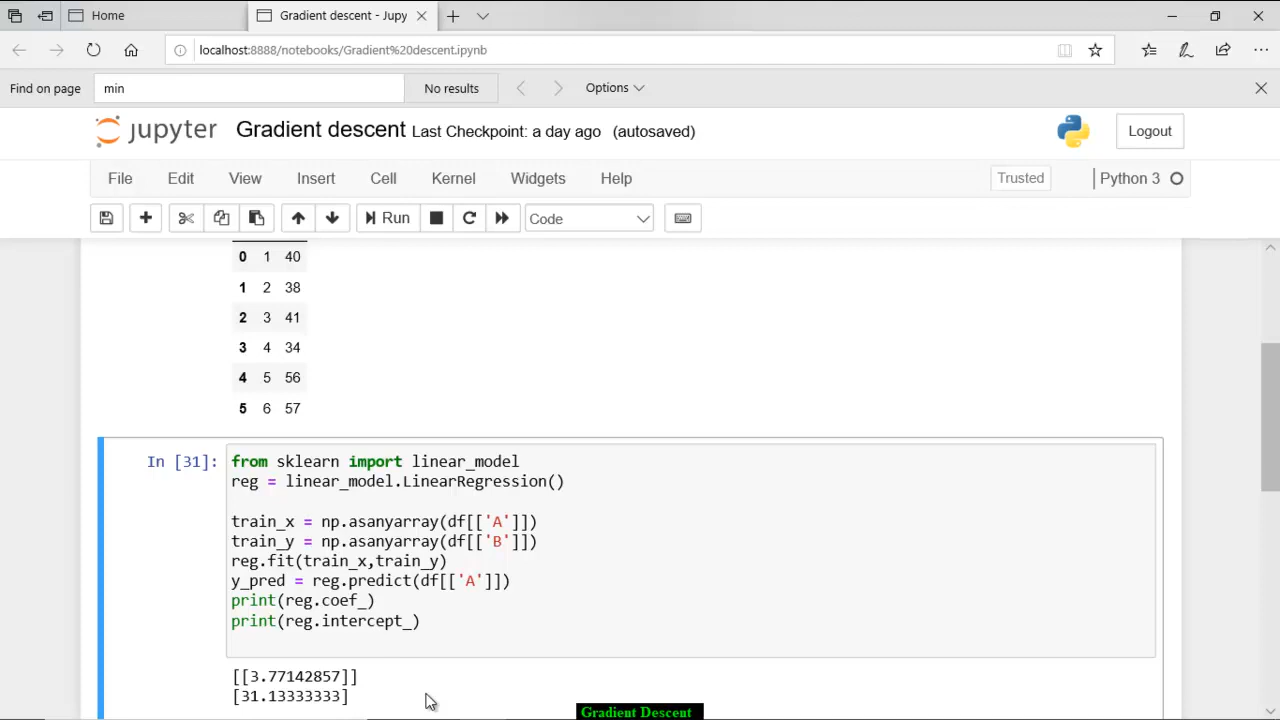 Home
Gradient descent - Jupy
localhost:8888/notebooks/Gradient%20descent.ipynb
Find on page min No results Options
jupyter Gradient descent Last Checkpoint: a day ago (autosaved) Logout
File Edit View Insert Cell Kernel Widgets Help Trusted Python 3
Run Code
0 1 40
1 2 38
2 3 41
3 4 34
4 5 56
5 6 57
In [31]: from sklearn import linear_model
reg = linear_model.LinearRegression()
train_x = np.asanyarray(df[['A']])
train_y = np.asanyarray(df[['B']])
reg.fit(train_x,train_y)
y_pred = reg.predict(df[['A']])
print(reg.coef_)
print(reg.intercept_)
[[3.77142857]]
[31.13333333]
Gradient Descent